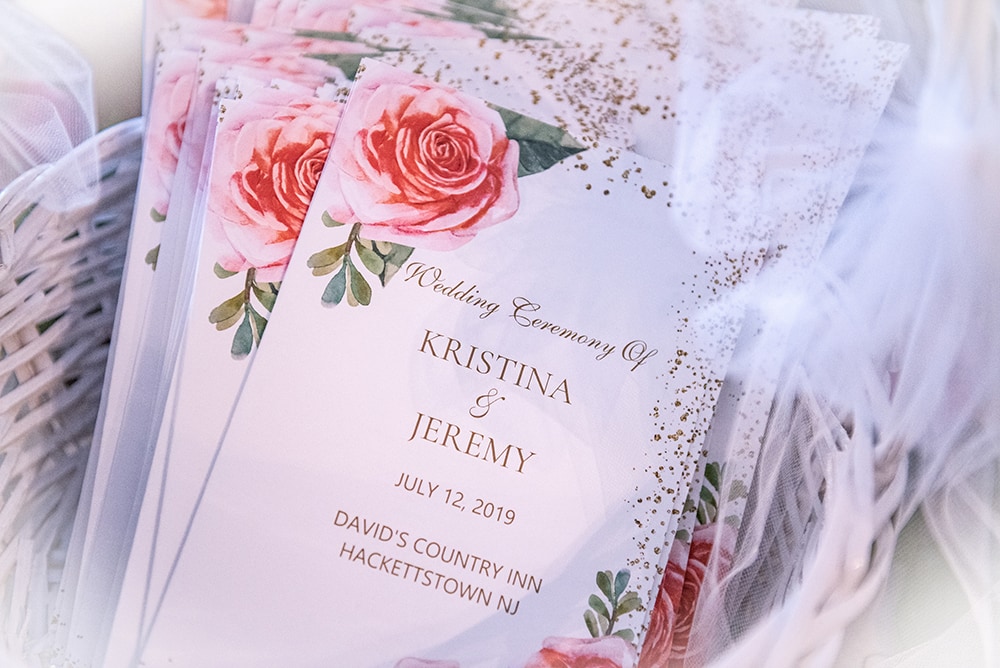 Wedding Ceremony Of
KRISTINA
&
JEREMY
JULY 12, 2019
DAVID'S COUNTRY INN
HACKETTSTOWN NJ